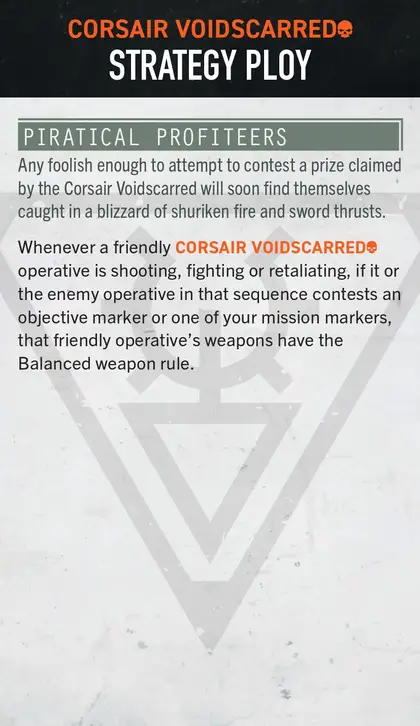 CORSAIR VOIDSCARRED
STRATEGY PLOY
PIRATICAL PROFITEERS
Any foolish enough to attempt to contest a prize claimed
by the Corsair Voidscarred will soon find themselves
caught in a blizzard of shuriken fire and sword thrusts.
Whenever a friendly CORSAIR VOIDSCARRED
operative is shooting, fighting or retaliating, if it or
the enemy operative in that sequence contests an
objective marker or one of your mission markers,
that friendly operative’s weapons have the
Balanced weapon rule.